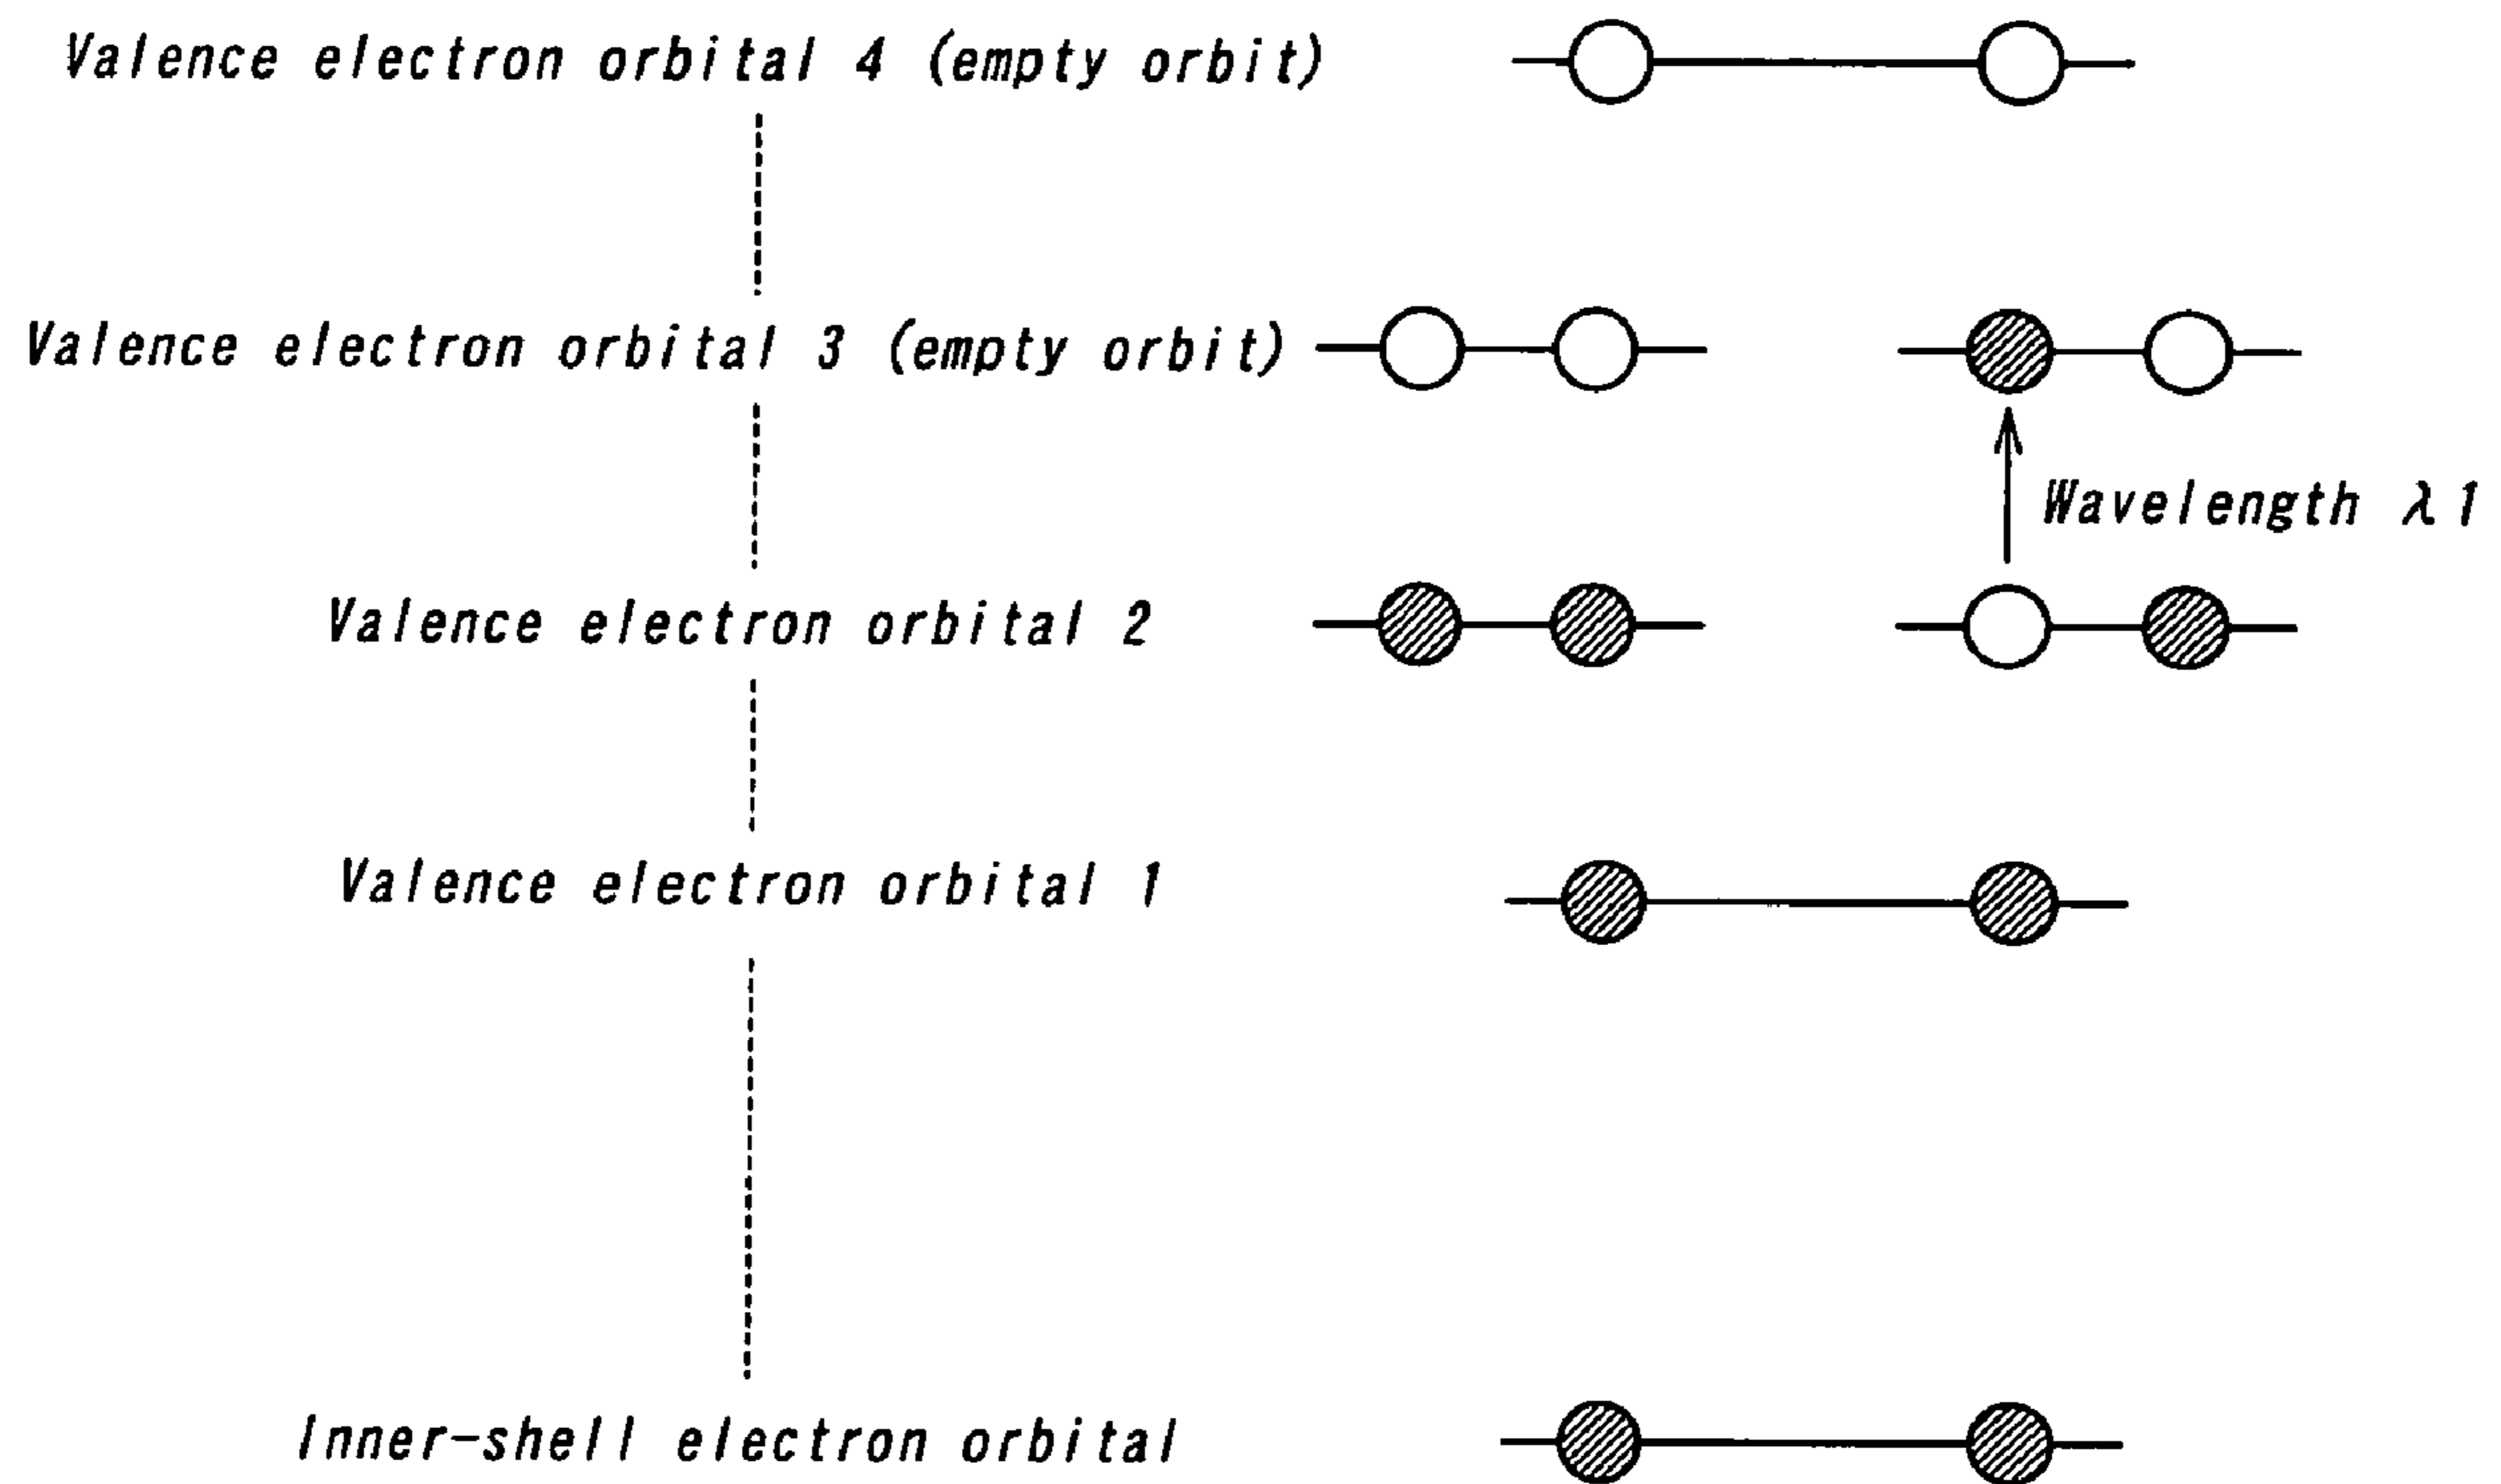 Valence electron orbital 4 (empty orbit)
Valence electron orbital 3 (empty orbit)
Wavelength λ1
Valence electron orbital 2
Valence electron orbital 1
Inner-shell electron orbital